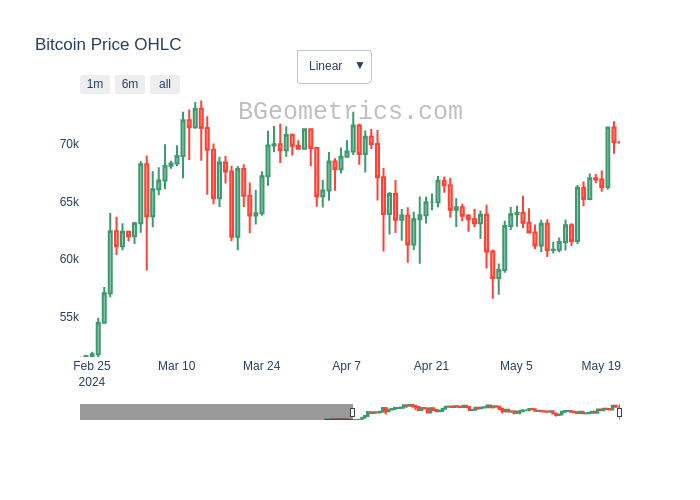 Bitcoin Price OHLC
Linear ▼
1m 6m all
BGeometrics.com
70k
65k
60k
55k
Feb 25 Mar 10 Mar 24 Apr 7 Apr 21 May 5 May 19
2024